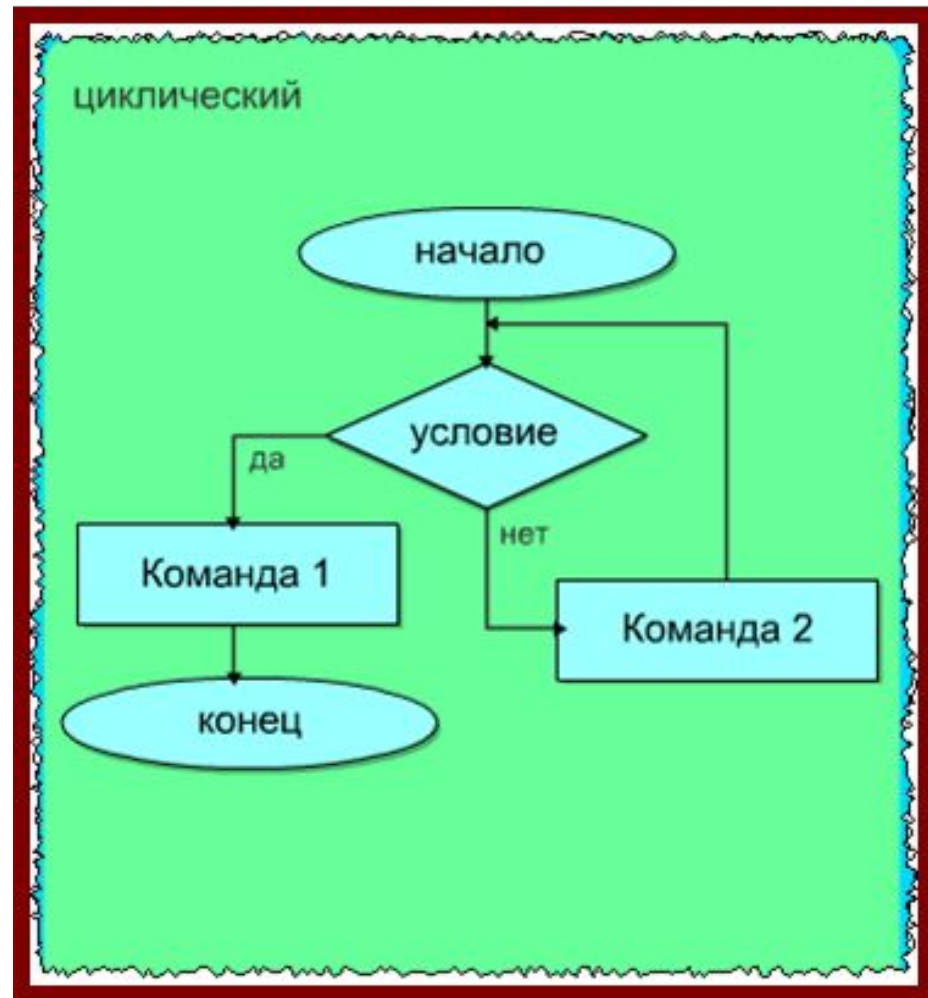 циклический
начало
условие
да
нет
Команда 1
Команда 2
конец